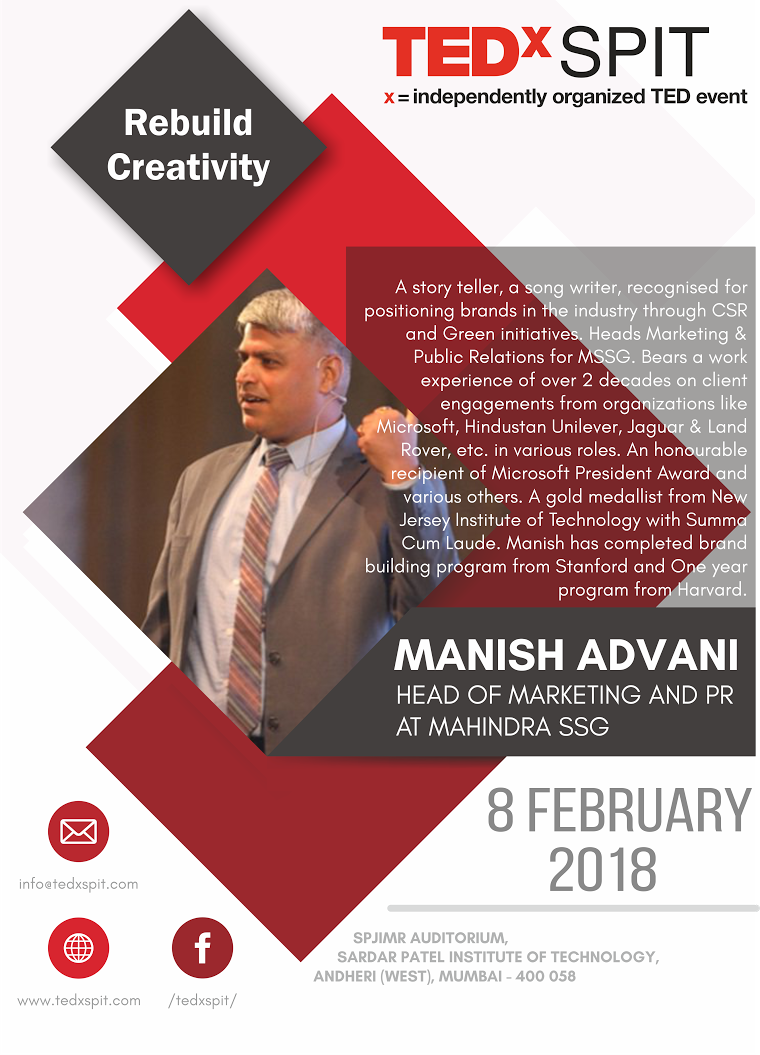 TEDxSPIT
x = independently organized TED event
Rebuild
Creativity
A story teller, a song writer, recognised for
positioning brands in the industry through CSR
and Green initiatives. Heads Marketing &
Public Relations for MSSG. Bears a work
experience of over 2 decades on client
engagements from organizations like
Microsoft, Hindustan Unilever, Jaguar & Land
Rover, etc. in various roles. An honourable
recipient of Microsoft President Award and
various others. A gold medallist from New
Jersey Institute of Technology with Summa
Cum Laude. Manish has completed brand
building program from Stanford and One year
program from Harvard.
MANISH ADVANI
HEAD OF MARKETING AND PR
AT MAHINDRA SSG
8 FEBRUARY
2018
SPJIMR AUDITORIUM,
SARDAR PATEL INSTITUTE OF TECHNOLOGY,
ANDHERI (WEST), MUMBAI - 400 058
info@tedxspit.com
www.tedxspit.com
/tedxspit/